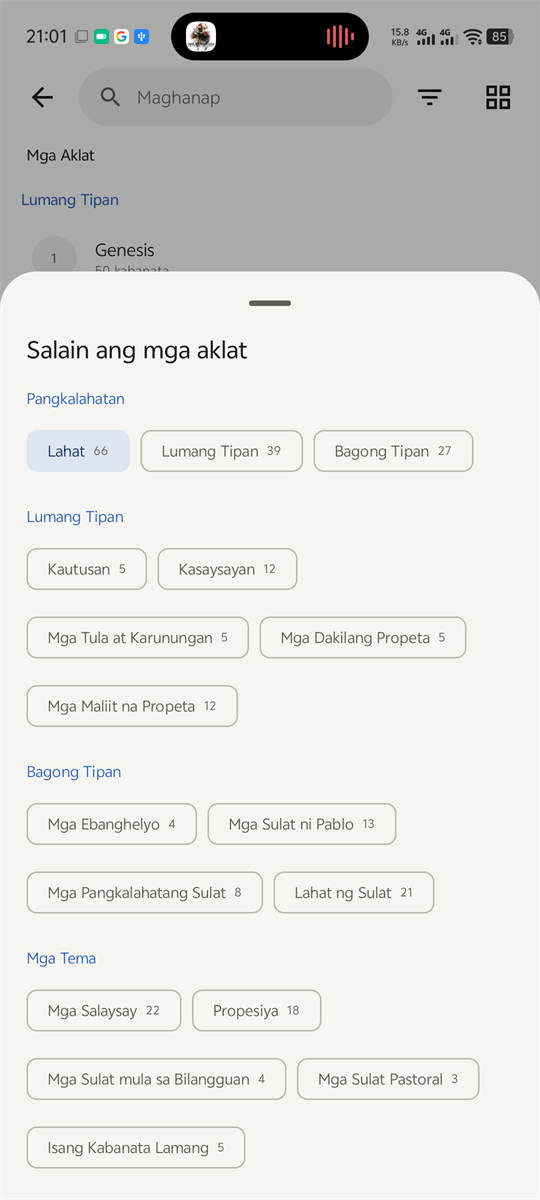 21:01
15.8 KB/s 4G 4G 85
Maghanap
Mga Aklat
Lumang Tipan
1 Genesis
50 kabanata
Salain ang mga aklat
Pangkalahatan
Lahat 66 Lumang Tipan 39 Bagong Tipan 27
Lumang Tipan
Kautusan 5 Kasaysayan 12
Mga Tula at Karunungan 5 Mga Dakilang Propeta 5
Mga Maliit na Propeta 12
Bagong Tipan
Mga Ebanghelyo 4 Mga Sulat ni Pablo 13
Mga Pangkalahatang Sulat 8 Lahat ng Sulat 21
Mga Tema
Mga Salaysay 22 Propesiya 18
Mga Sulat mula sa Bilangguan 4 Mga Sulat Pastoral 3
Isang Kabanata Lamang 5